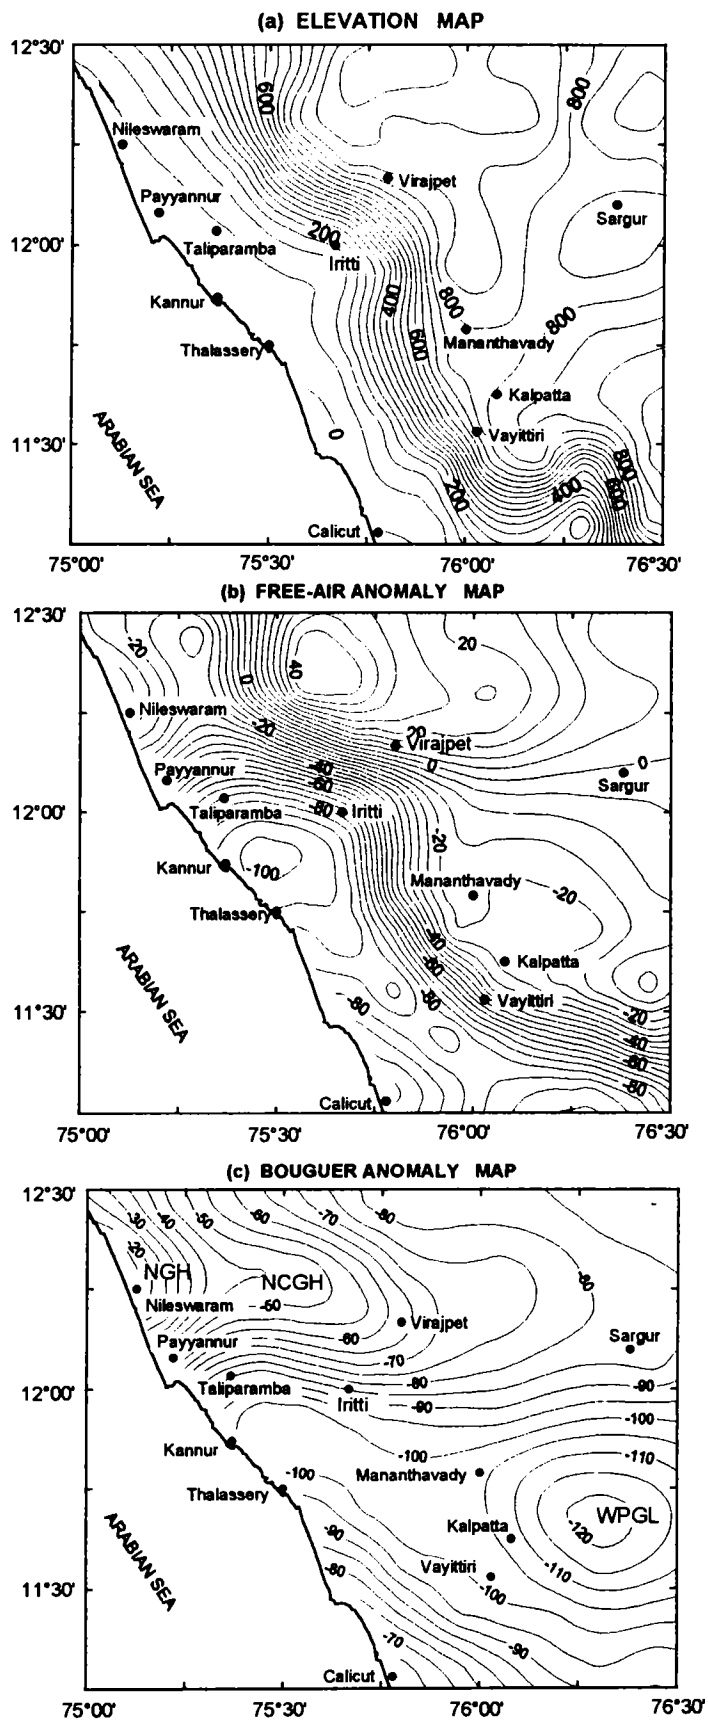 (a) ELEVATION MAP
12°30'
600
800
800
Nileswaram
Virajpet
Payyannur
Sargur
Taliparamba
200
12°00'
Iritti
Kannur
400
800
800
600
Mananthavady
Thalassery
Kalpatta
0
Vayittiri
11°30'
ARABIAN SEA
200
400
800
600
Calicut
75°00' 75°30' 76°00' 76°30'
(b) FREE-AIR ANOMALY MAP
12°30'
-20
0
40
20
Nileswaram
-20
20
Virajpet
Payyannur
-40
0
0
-60
Sargur
Taliparamba
-80
Iritti
12°00'
-20
Kannur
-100
Mananthavady
-20
Thalassery
-40
ARABIAN SEA
-60
Kalpatta
-80
-80
Vayittiri
-20
11°30'
-40
-60
-80
Calicut
75°00' 75°30' 76°00' 76°30'
(c) BOUGUER ANOMALY MAP
12°30'
-30 -40 -50 -60 -70 -80
-20
NGH
NCGH
-80
Nileswaram
-50
Virajpet
Payyannur
-60
Sargur
-70
Taliparamba
-80
-90
12°00'
Iritti
-90
-100
Kannur
-100
-110
-100
Mananthavady
Thalassery
WPGL
-90
Kalpatta
-120
ARABIAN SEA
-80
Vayittiri
-110
11°30'
-100
-70
-90
Calicut
75°00' 75°30' 76°00' 76°30'